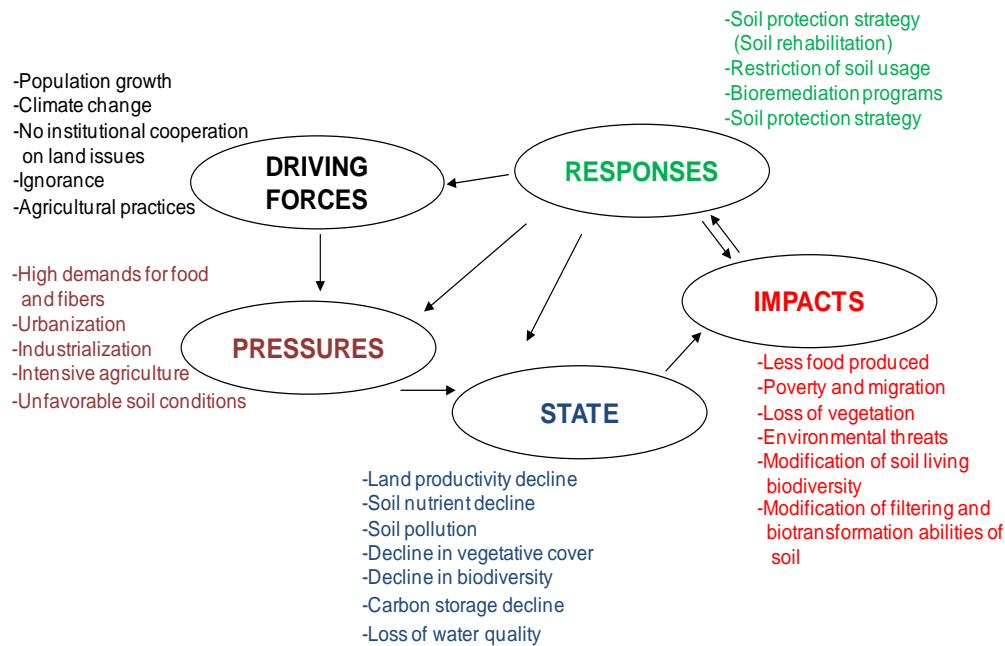 -Soil protection strategy
(Soil rehabilitation)
-Restriction of soil usage
-Bioremediation programs
-Soil protection strategy
-Population growth
-Climate change
-No institutional cooperation
on land issues
-Ignorance
-Agricultural practices
DRIVING
FORCES
RESPONSES
-High demands for food
and fibers
-Urbanization
-Industrialization
-Intensive agriculture
-Unfavorable soil conditions
PRESSURES
IMPACTS
-Less food produced
-Poverty and migration
-Loss of vegetation
-Environmental threats
-Modification of soil living
biodiversity
-Modification of filtering and
biotransformation abilities of
soil
STATE
-Land productivity decline
-Soil nutrient decline
-Soil pollution
-Decline in vegetative cover
-Decline in biodiversity
-Carbon storage decline
-Loss of water quality